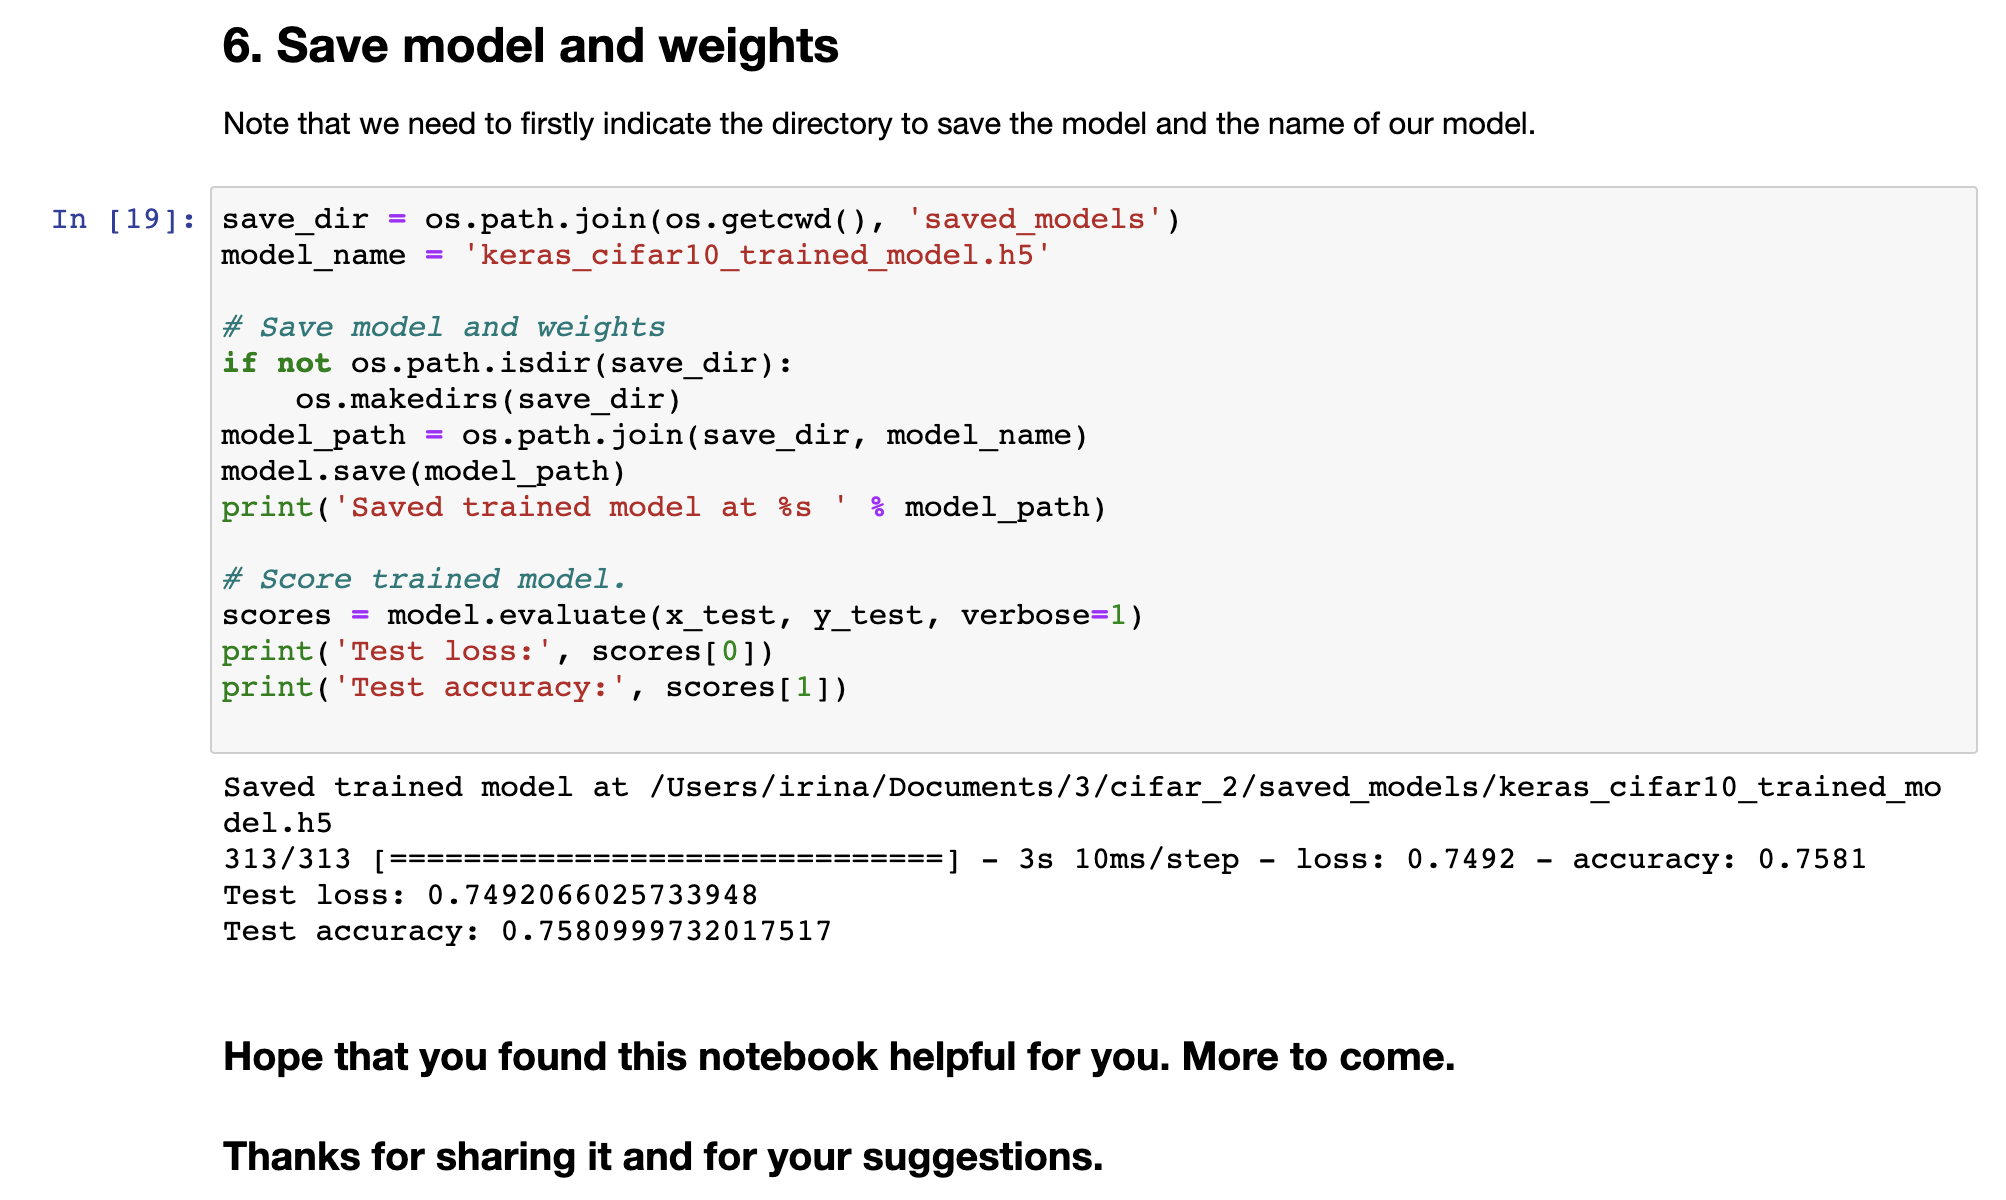 6. Save model and weights
Note that we need to firstly indicate the directory to save the model and the name of our model.
In [19]:
save_dir = os.path.join(os.getcwd(), 'saved_models')
model_name = 'keras_cifar10_trained_model.h5'

# Save model and weights
if not os.path.isdir(save_dir):
    os.makedirs(save_dir)
model_path = os.path.join(save_dir, model_name)
model.save(model_path)
print('Saved trained model at %s ' % model_path)

# Score trained model.
scores = model.evaluate(x_test, y_test, verbose=1)
print('Test loss:', scores[0])
print('Test accuracy:', scores[1])

Saved trained model at /Users/irina/Documents/3/cifar_2/saved_models/keras_cifar10_trained_mo
del.h5
313/313 [==============================] - 3s 10ms/step - loss: 0.7492 - accuracy: 0.7581
Test loss: 0.7492066025733948
Test accuracy: 0.7580999732017517
Hope that you found this notebook helpful for you. More to come.
Thanks for sharing it and for your suggestions.